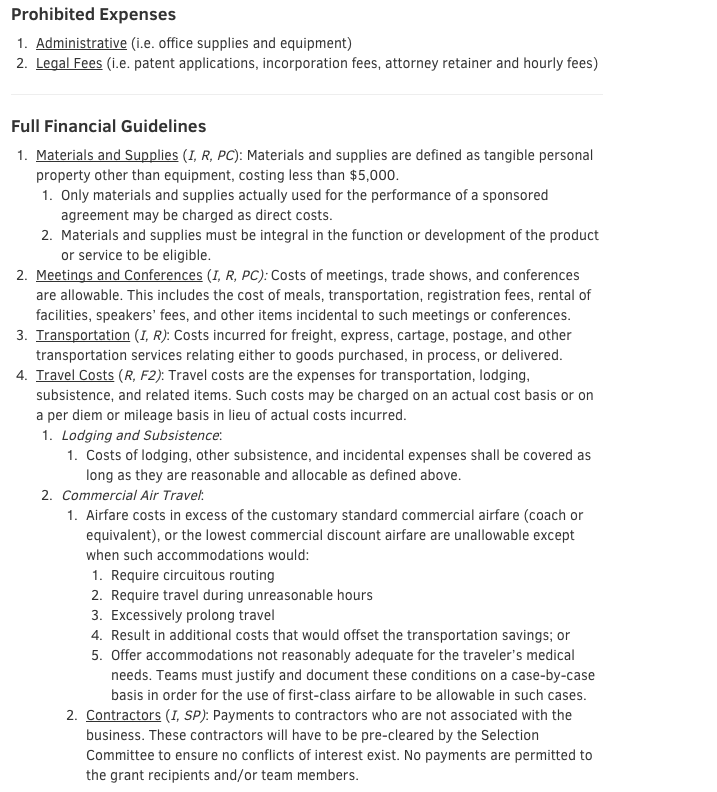 Prohibited Expenses
1. Administrative (i.e. office supplies and equipment)
2. Legal Fees (i.e. patent applications, incorporation fees, attorney retainer and hourly fees)
Full Financial Guidelines
1. Materials and Supplies (I, R, PC): Materials and supplies are defined as tangible personal
property other than equipment, costing less than $5,000.
1. Only materials and supplies actually used for the performance of a sponsored
agreement may be charged as direct costs.
2. Materials and supplies must be integral in the function or development of the product
or service to be eligible.
2. Meetings and Conferences (I, R, PC): Costs of meetings, trade shows, and conferences
are allowable. This includes the cost of meals, transportation, registration fees, rental of
facilities, speakers’ fees, and other items incidental to such meetings or conferences.
3. Transportation (I, R): Costs incurred for freight, express, cartage, postage, and other
transportation services relating either to goods purchased, in process, or delivered.
4. Travel Costs (R, F2): Travel costs are the expenses for transportation, lodging,
subsistence, and related items. Such costs may be charged on an actual cost basis or on
a per diem or mileage basis in lieu of actual costs incurred.
1. Lodging and Subsistence:
1. Costs of lodging, other subsistence, and incidental expenses shall be covered as
long as they are reasonable and allocable as defined above.
2. Commercial Air Travel:
1. Airfare costs in excess of the customary standard commercial airfare (coach or
equivalent), or the lowest commercial discount airfare are unallowable except
when such accommodations would:
1. Require circuitous routing
2. Require travel during unreasonable hours
3. Excessively prolong travel
4. Result in additional costs that would offset the transportation savings; or
5. Offer accommodations not reasonably adequate for the traveler’s medical
needs. Teams must justify and document these conditions on a case-by-case
basis in order for the use of first-class airfare to be allowable in such cases.
2. Contractors (I, SP): Payments to contractors who are not associated with the
business. These contractors will have to be pre-cleared by the Selection
Committee to ensure no conflicts of interest exist. No payments are permitted to
the grant recipients and/or team members.